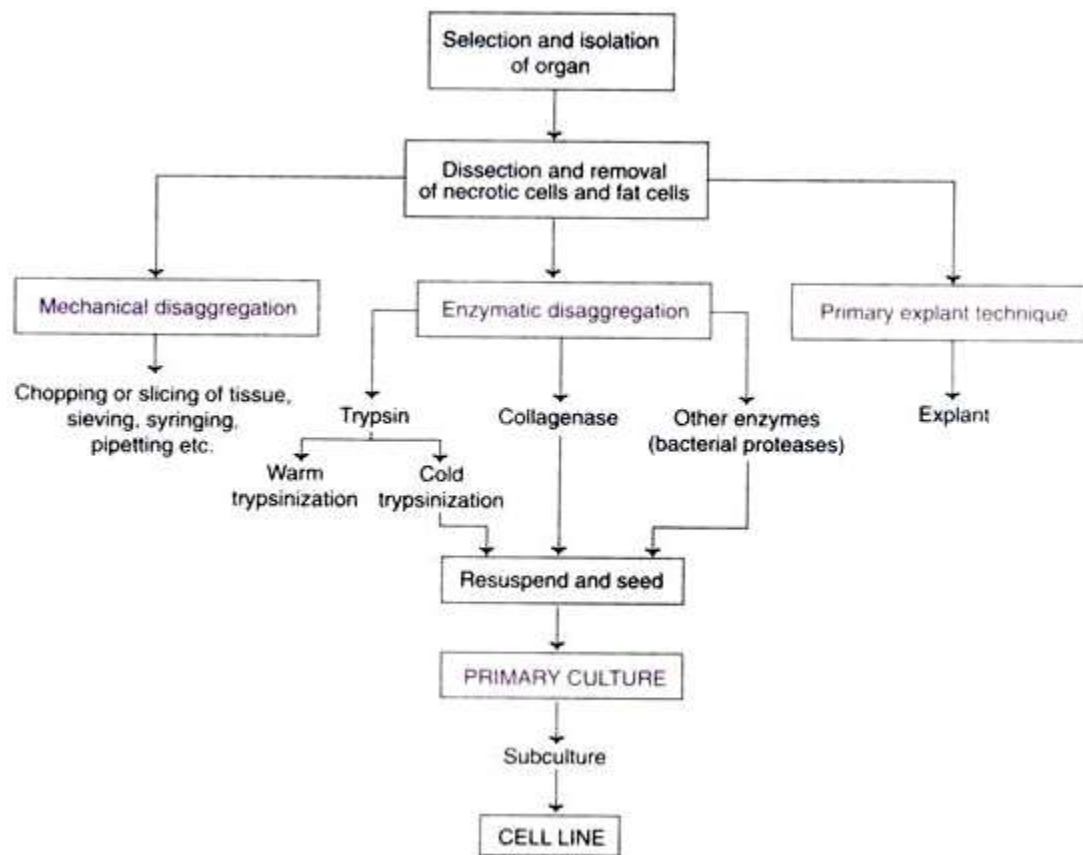 Selection and isolation
of organ
Dissection and removal
of necrotic cells and fat cells
Mechanical disaggregation
Enzymatic disaggregation
Primary explant technique
Chopping or slicing of tissue,
sieving, syringing,
pipetting etc.
Trypsin
Collagenase
Other enzymes
(bacterial proteases)
Explant
Warm
trypsinization
Cold
trypsinization
Resuspend and seed
PRIMARY CULTURE
Subculture
CELL LINE